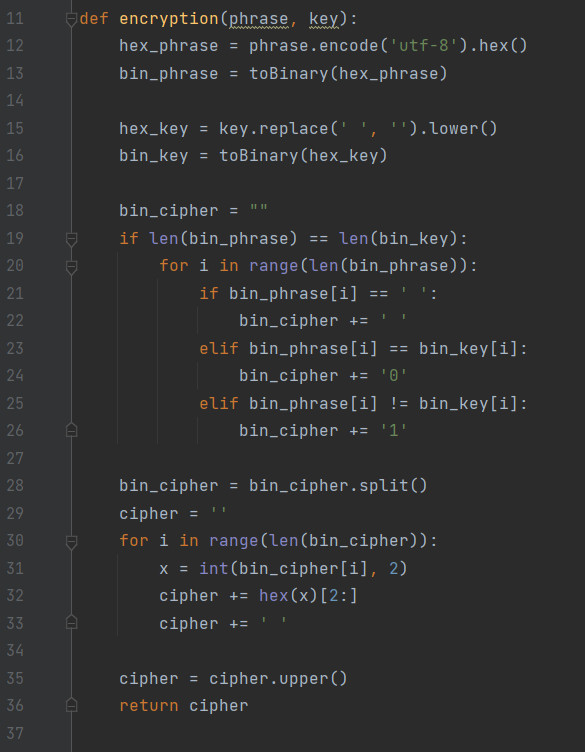 11 def encryption(phrase, key):
12     hex_phrase = phrase.encode('utf-8').hex()
13     bin_phrase = toBinary(hex_phrase)
14
15     hex_key = key.replace(' ', '').lower()
16     bin_key = toBinary(hex_key)
17
18     bin_cipher = ""
19     if len(bin_phrase) == len(bin_key):
20         for i in range(len(bin_phrase)):
21             if bin_phrase[i] == ' ':
22                 bin_cipher += ' '
23             elif bin_phrase[i] == bin_key[i]:
24                 bin_cipher += '0'
25             elif bin_phrase[i] != bin_key[i]:
26                 bin_cipher += '1'
27
28     bin_cipher = bin_cipher.split()
29     cipher = ''
30     for i in range(len(bin_cipher)):
31         x = int(bin_cipher[i], 2)
32         cipher += hex(x)[2:]
33         cipher += ' '
34
35     cipher = cipher.upper()
36     return cipher
37